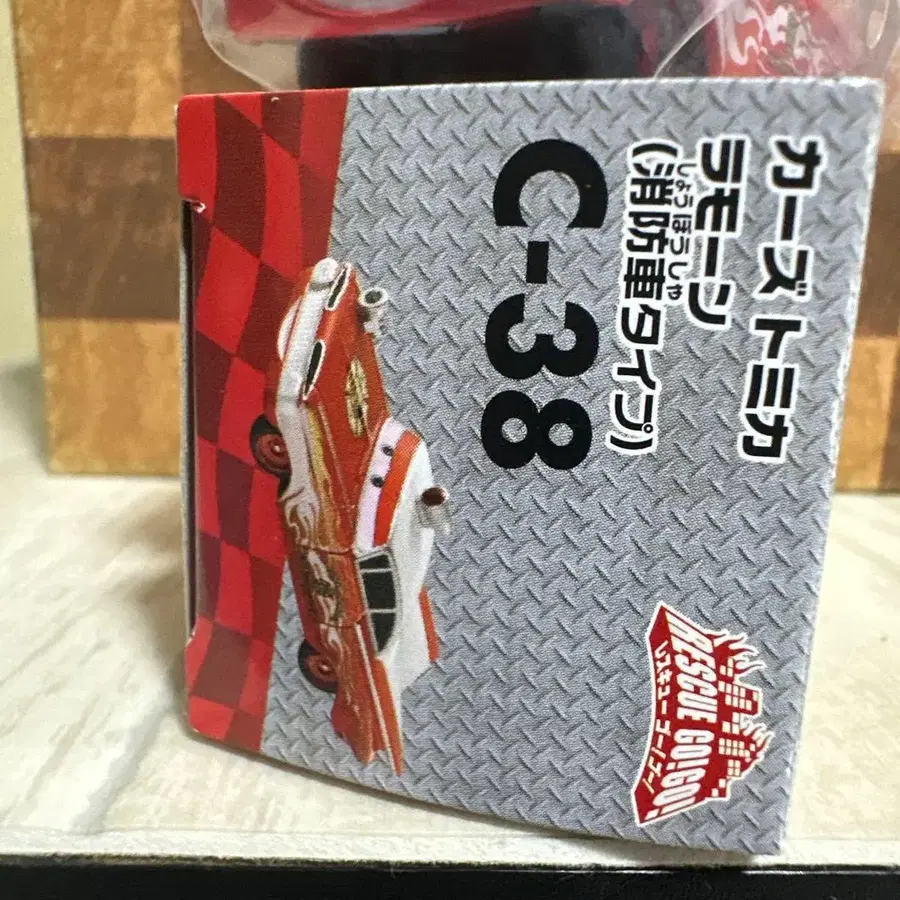 カーズ トミカ
ラモーン
(消防車タイプ)
しょうぼうしゃ
C-38
RESCUE GO!GO!
レスキュー ゴー!ゴー!